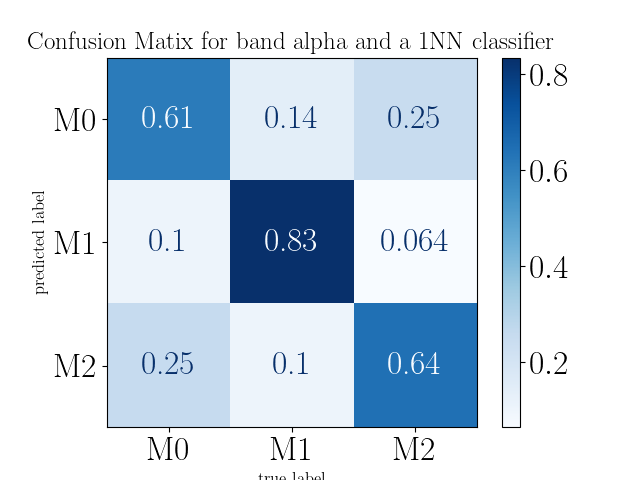 Confusion Matix for band alpha and a 1NN classifier
M0 0.61 0.14 0.25
M1 0.1 0.83 0.064
M2 0.25 0.1 0.64
M0 M1 M2
predicted label
true label
0.8
0.6
0.4
0.2